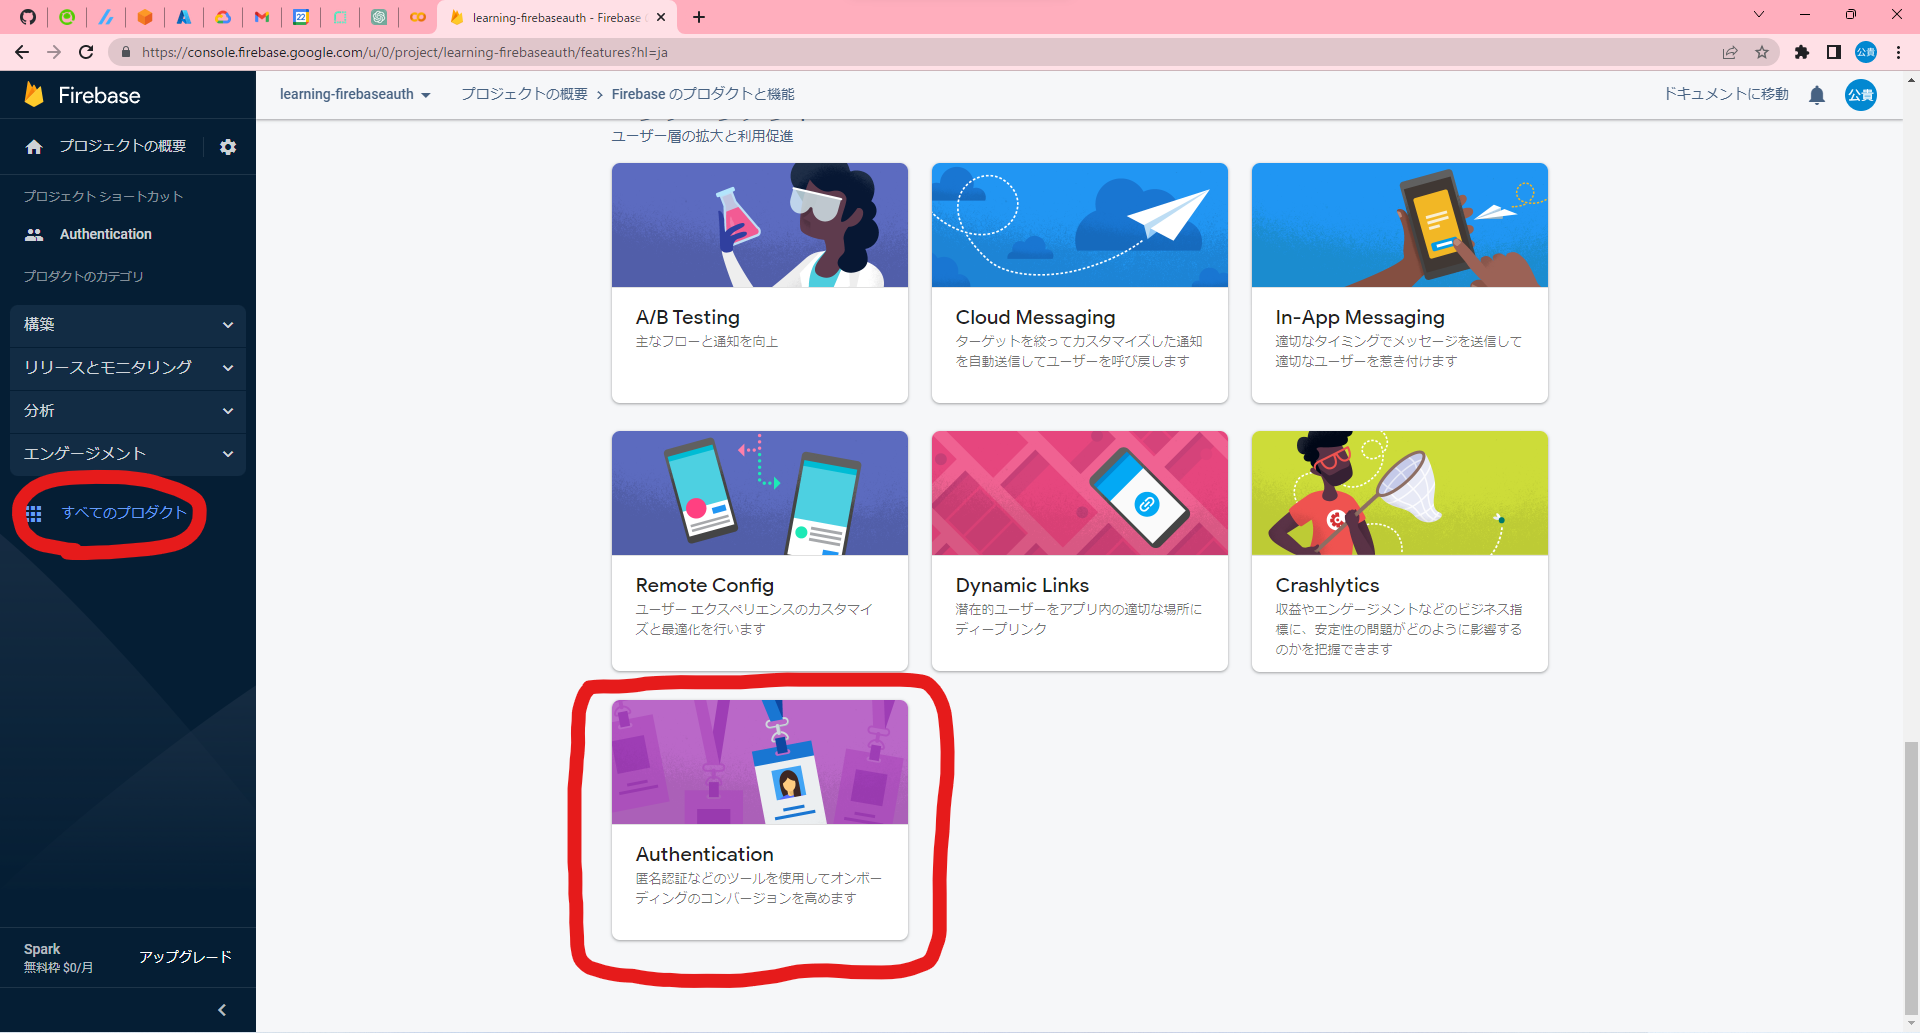 learning-firebaseauth - Firebase
https://console.firebase.google.com/u/0/project/learning-firebaseauth/features?hl=ja
公貴
Firebase
learning-firebaseauth
プロジェクトの概要
Firebase のプロダクトと機能
ドキュメントに移動
公貴
プロジェクトの概要
プロジェクト ショートカット
Authentication
プロダクトのカテゴリ
構築
リリースとモニタリング
分析
エンゲージメント
すべてのプロダクト
Spark
無料枠 $0/月
アップグレード
ユーザー層の拡大と利用促進
A/B Testing
主なフローと通知を向上
Cloud Messaging
ターゲットを絞ってカスタマイズした通知
を自動送信してユーザーを呼び戻します
In-App Messaging
適切なタイミングでメッセージを送信して
適切なユーザーを惹き付けます
Remote Config
ユーザー エクスペリエンスのカスタマイ
ズと最適化を行います
Dynamic Links
潜在的ユーザーをアプリ内の適切な場所に
ディープリンク
Crashlytics
収益やエンゲージメントなどのビジネス指
標に、安定性の問題がどのように影響する
のかを把握できます
Authentication
匿名認証などのツールを使用してオンボー
ディングのコンバージョンを高めます